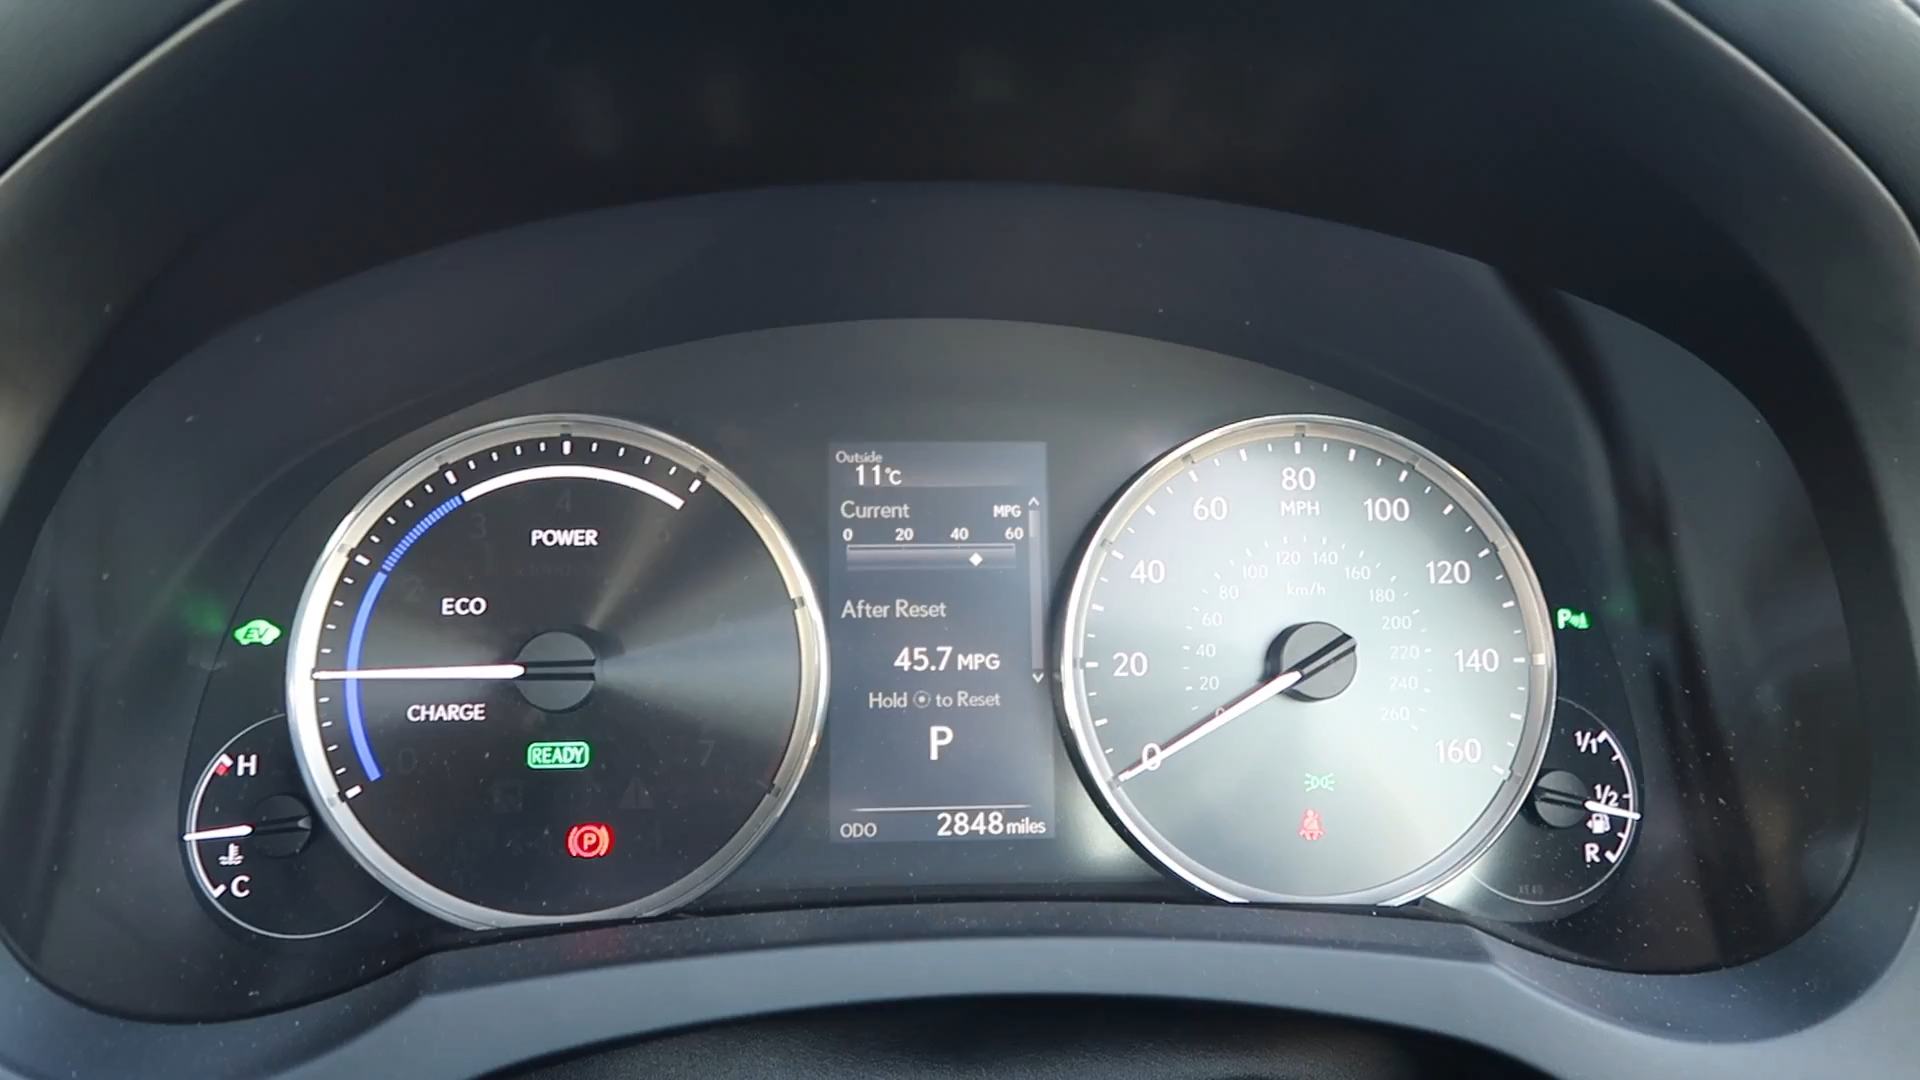 POWER
ECO
CHARGE
EV
READY
P
H
C
Outside
11°C
Current MPG
0 20 40 60
After Reset
45.7 MPG
Hold to Reset
P
ODO 2848 miles
0
20
40
60
80
100
120
140
160
MPH
km/h
0
20
40
60
80
100
120
140
160
180
200
220
240
260
P
1/1
1/2
R